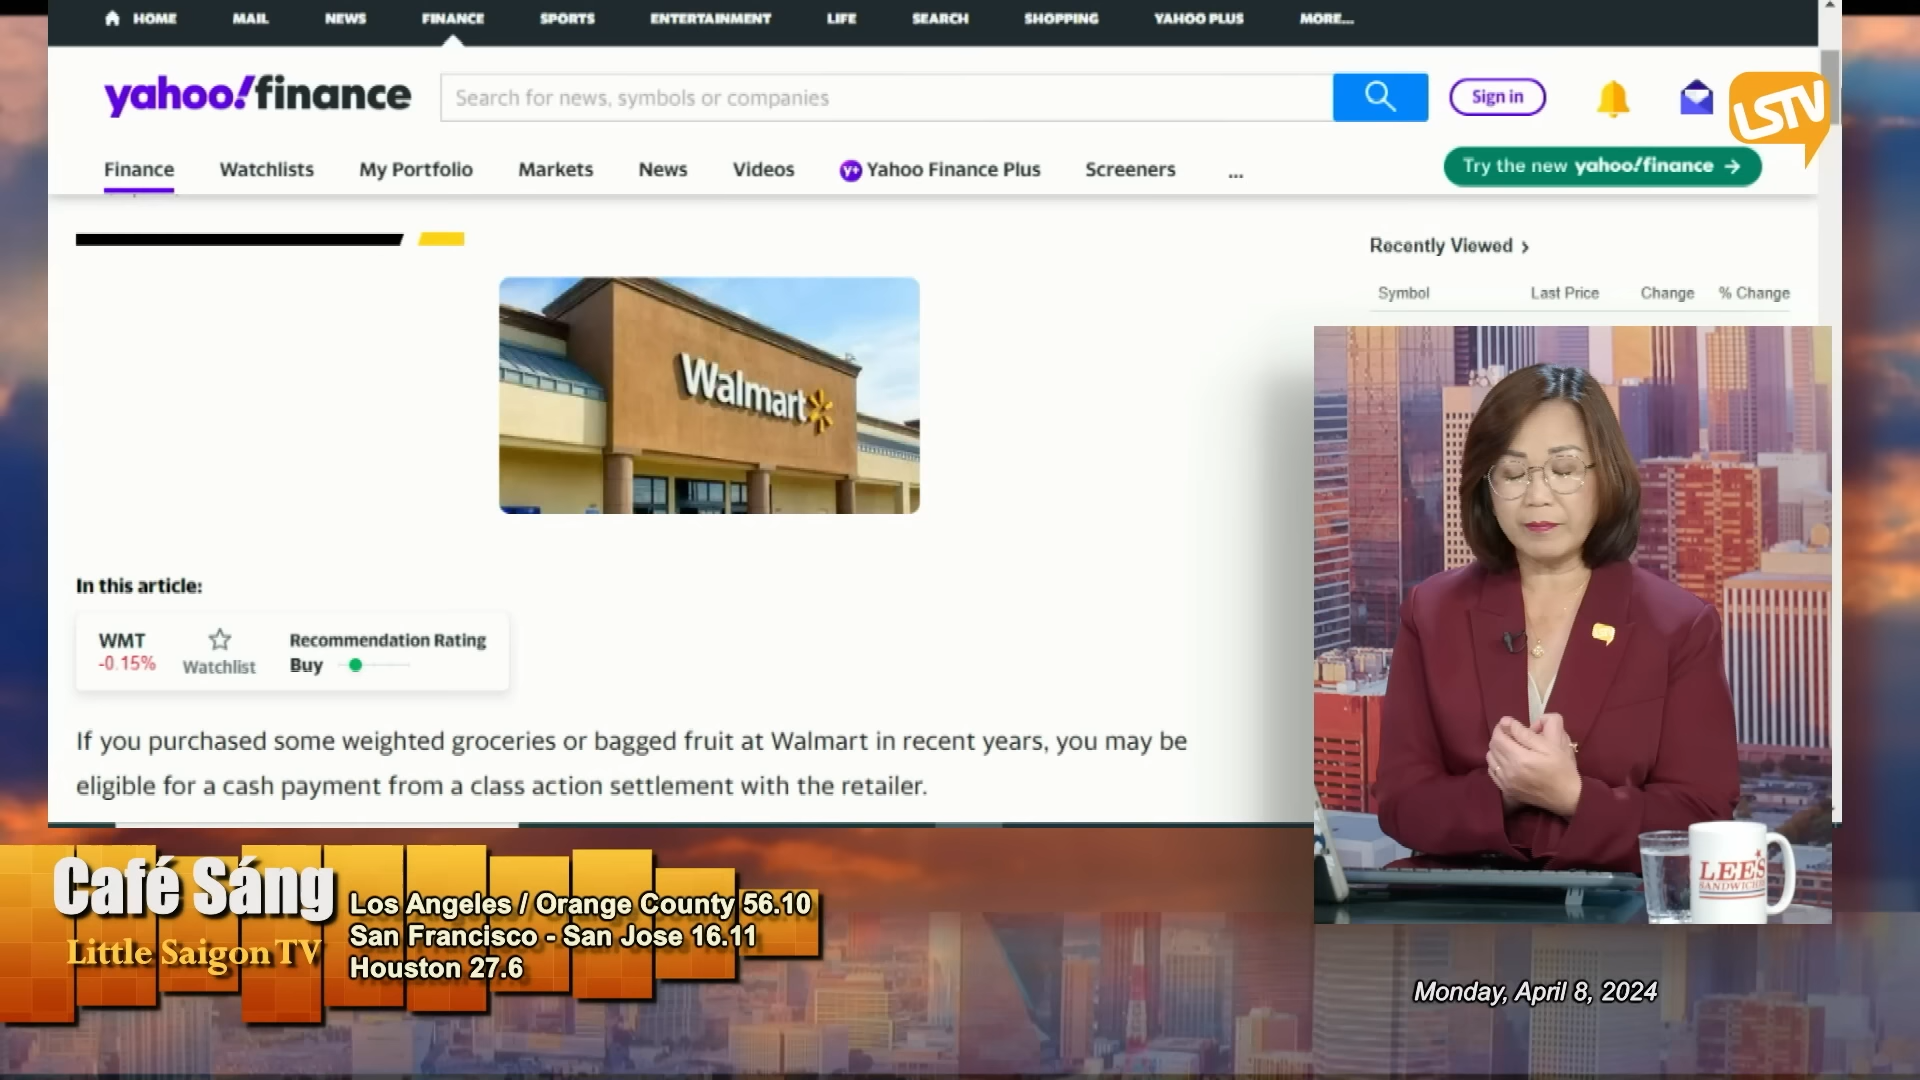 HOME MAIL NEWS FINANCE SPORTS ENTERTAINMENT LIFE SEARCH SHOPPING YAHOO PLUS MORE...
yahoo!finance
Search for news, symbols or companies
Sign in
LSTV
Finance Watchlists My Portfolio Markets News Videos y+ Yahoo Finance Plus Screeners ...
Try the new yahoo!finance →
Recently Viewed >
Symbol Last Price Change % Change
Walmart
In this article:
WMT
-0.15%
Watchlist
Recommendation Rating
Buy
If you purchased some weighted groceries or bagged fruit at Walmart in recent years, you may be
eligible for a cash payment from a class action settlement with the retailer.
LEE'S
SANDWICHES
Café Sáng
Little Saigon TV
Los Angeles / Orange County 56.10
San Francisco - San Jose 16.11
Houston 27.6
Monday, April 8, 2024